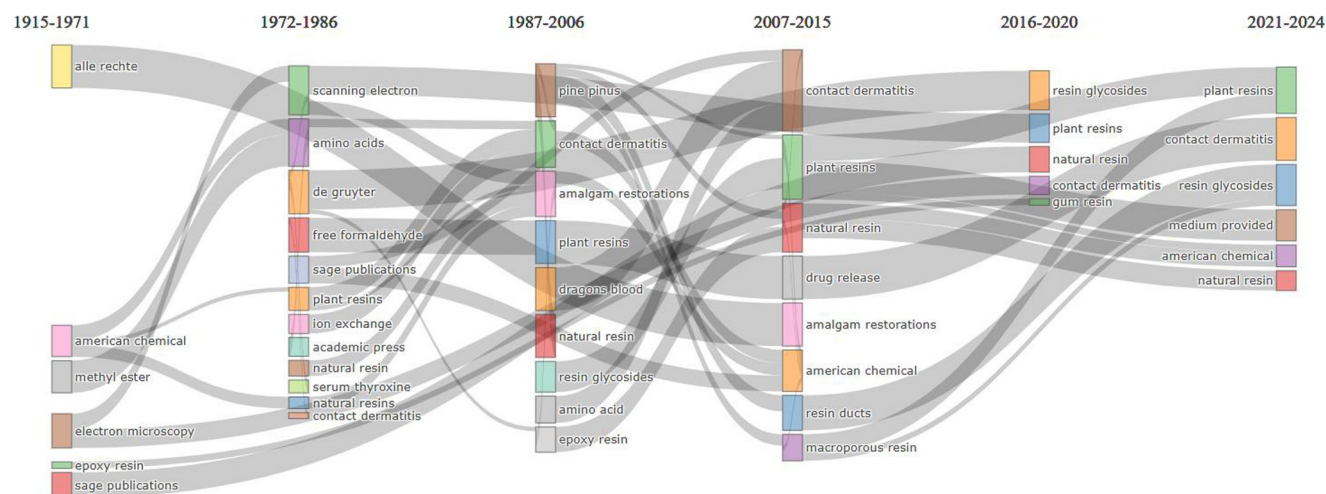 1915-1971
1972-1986
1987-2006
2007-2015
2016-2020
2021-2024
alle rechte
american chemical
methyl ester
electron microscopy
epoxy resin
sage publications
scanning electron
amino acids
de gruyter
free formaldehyde
sage publications
plant resins
ion exchange
academic press
natural resin
serum thyroxine
natural resins
contact dermatitis
pine pinus
contact dermatitis
amalgam restorations
plant resins
dragons blood
natural resin
resin glycosides
amino acid
epoxy resin
contact dermatitis
plant resins
natural resin
drug release
amalgam restorations
american chemical
resin ducts
macroporous resin
resin glycosides
plant resins
natural resin
contact dermatitis
gum resin
plant resins
contact dermatitis
resin glycosides
medium provided
american chemical
natural resin